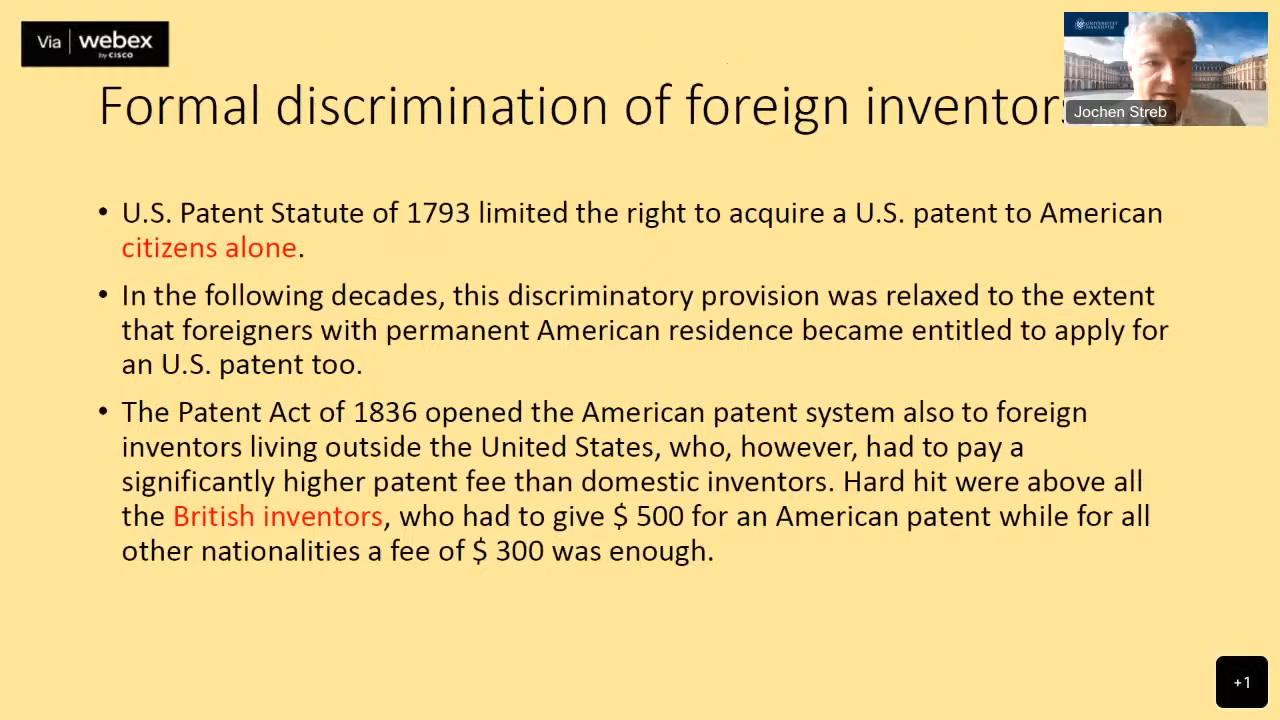 Via webex
by CISCO
UNIVERSITÄT
MANNHEIM
Jochen Streb
Formal discrimination of foreign inventors
• U.S. Patent Statute of 1793 limited the right to acquire a U.S. patent to American
citizens alone.
• In the following decades, this discriminatory provision was relaxed to the extent
that foreigners with permanent American residence became entitled to apply for
an U.S. patent too.
• The Patent Act of 1836 opened the American patent system also to foreign
inventors living outside the United States, who, however, had to pay a
significantly higher patent fee than domestic inventors. Hard hit were above all
the British inventors, who had to give $ 500 for an American patent while for all
other nationalities a fee of $ 300 was enough.
+1